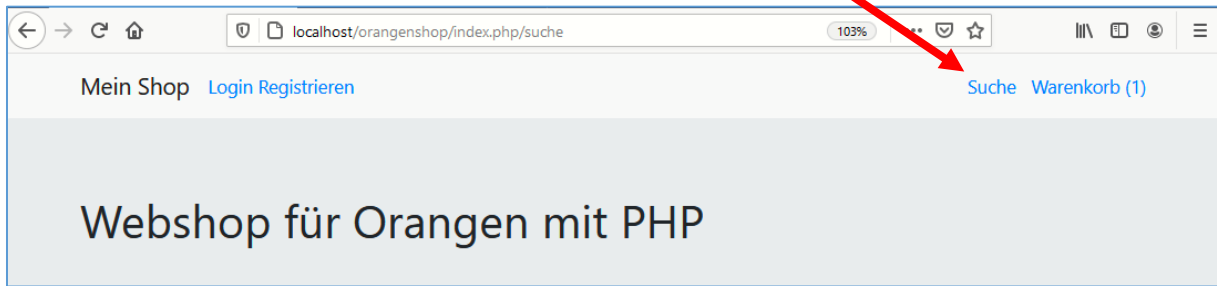 localhost/orangenshop/index.php/suche 103%
Mein Shop Login Registrieren Suche Warenkorb (1)
Webshop für Orangen mit PHP